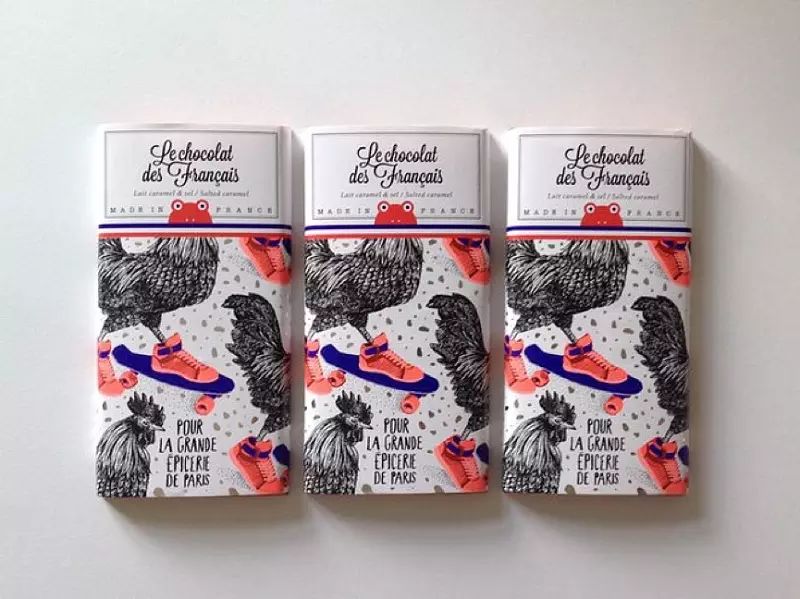 Le chocolat
des Français
Lait caramel & sel / Salted caramel
MADE IN FRANCE
POUR
LA GRANDE
ÉPICERIE
DE PARIS
Le chocolat
des Français
Lait caramel & sel / Salted caramel
MADE IN FRANCE
POUR
LA GRANDE
ÉPICERIE
DE PARIS
Le chocolat
des Français
Lait caramel & sel / Salted caramel
MADE IN FRANCE
POUR
LA GRANDE
ÉPICERIE
DE PARIS